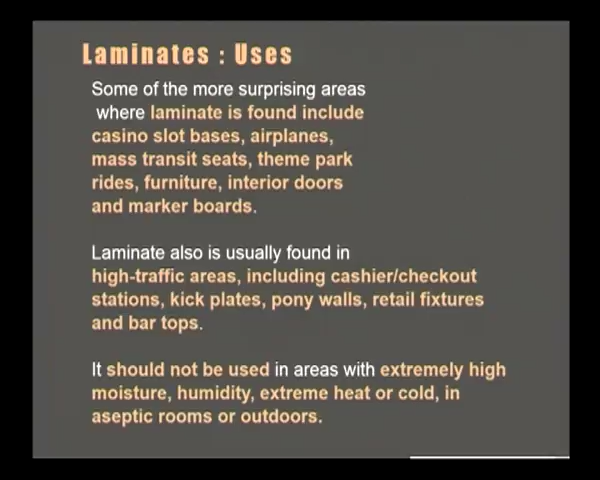 Laminates : Uses
Some of the more surprising areas
where laminate is found include
casino slot bases, airplanes,
mass transit seats, theme park
rides, furniture, interior doors
and marker boards.
Laminate also is usually found in
high-traffic areas, including cashier/checkout
stations, kick plates, pony walls, retail fixtures
and bar tops.
It should not be used in areas with extremely high
moisture, humidity, extreme heat or cold, in
aseptic rooms or outdoors.